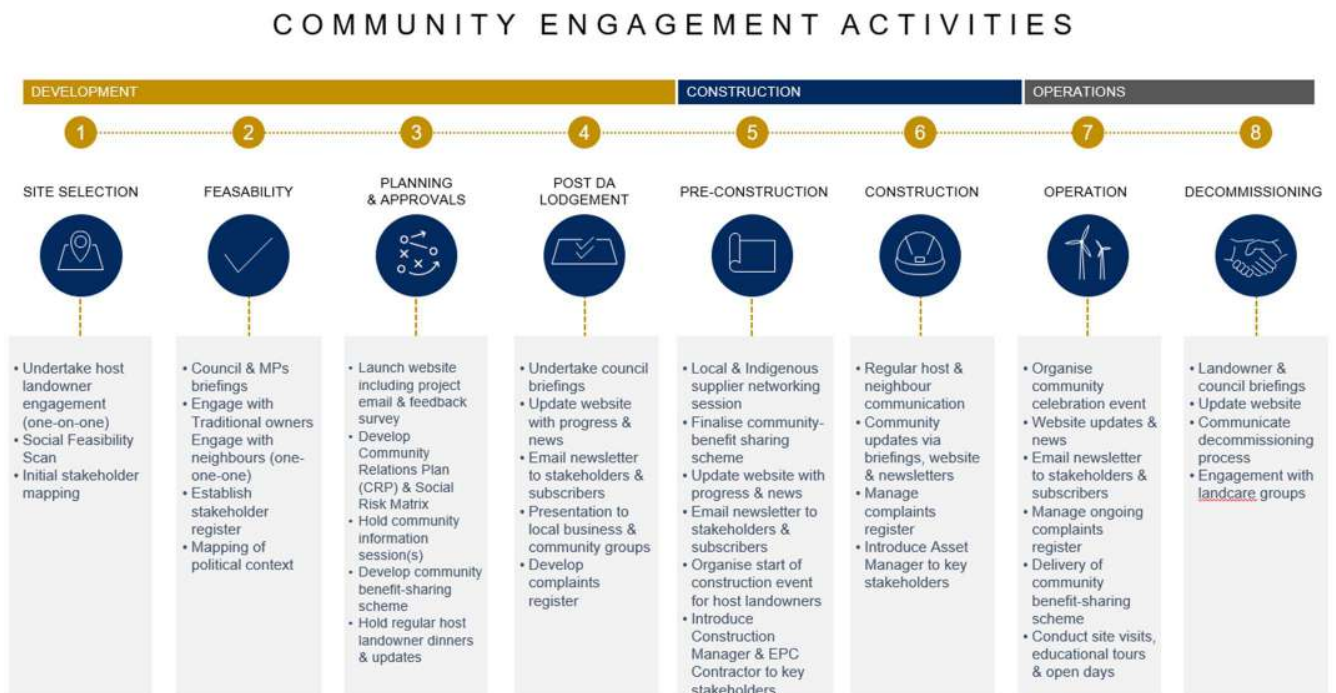 COMMUNITY ENGAGEMENT ACTIVITIES
DEVELOPMENT
CONSTRUCTION
OPERATIONS
1
2
3
4
5
6
7
8
SITE SELECTION
FEASABILITY
PLANNING
& APPROVALS
POST DA
LODGEMENT
PRE-CONSTRUCTION
CONSTRUCTION
OPERATION
DECOMMISSIONING
• Undertake host
landowner
engagement
(one-on-one)
• Social Feasibility
Scan
• Initial stakeholder
mapping
• Council & MPs
briefings
• Engage with
Traditional owners
Engage with
neighbours (one-
one-one)
• Establish
stakeholder
register
• Mapping of
political context
• Launch website
including project
email & feedback
survey
• Develop
Community
Relations Plan
(CRP) & Social
Risk Matrix
• Hold community
information
session(s)
• Develop community
benefit-sharing
scheme
• Hold regular host
landowner dinners
& updates
• Undertake council
briefings
• Update website
with progress &
news
• Email newsletter
to stakeholders &
subscribers
• Presentation to
local business &
community groups
• Develop
complaints
register
• Local & Indigenous
supplier networking
session
• Finalise community-
benefit sharing
scheme
• Update website with
progress & news
• Email newsletter to
stakeholders &
subscribers
• Organise start of
construction event
for host landowners
• Introduce
Construction
Manager & EPC
Contractor to key
stakeholders
• Regular host &
neighbour
communication
• Community
updates via
briefings, website
& newsletters
• Manage
complaints
register
• Introduce Asset
Manager to key
stakeholders
• Organise
community
celebration event
• Website updates &
news
• Email newsletter
to stakeholders &
subscribers
• Manage ongoing
complaints
register
• Delivery of
community
benefit-sharing
scheme
• Conduct site visits,
educational tours
& open days
• Landowner &
council briefings
• Update website
• Communicate
decommissioning
process
• Engagement with
landcare groups